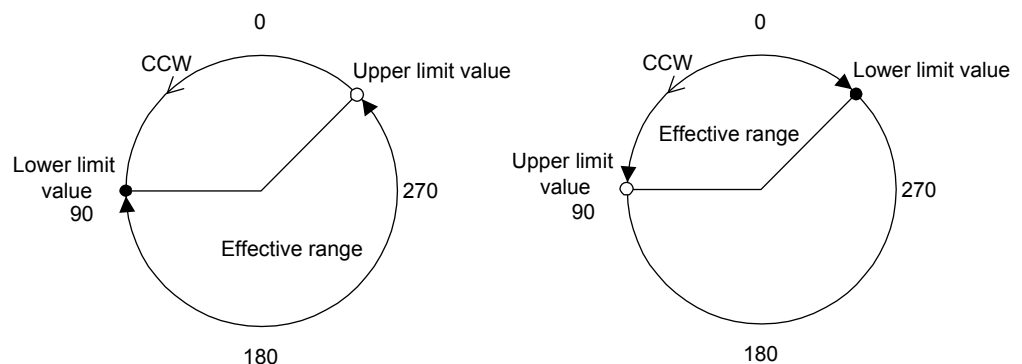 0
CCW
Upper limit value
Lower limit
value
90
270
Effective range
180
0
CCW
Lower limit value
Effective range
Upper limit
value
90
270
180